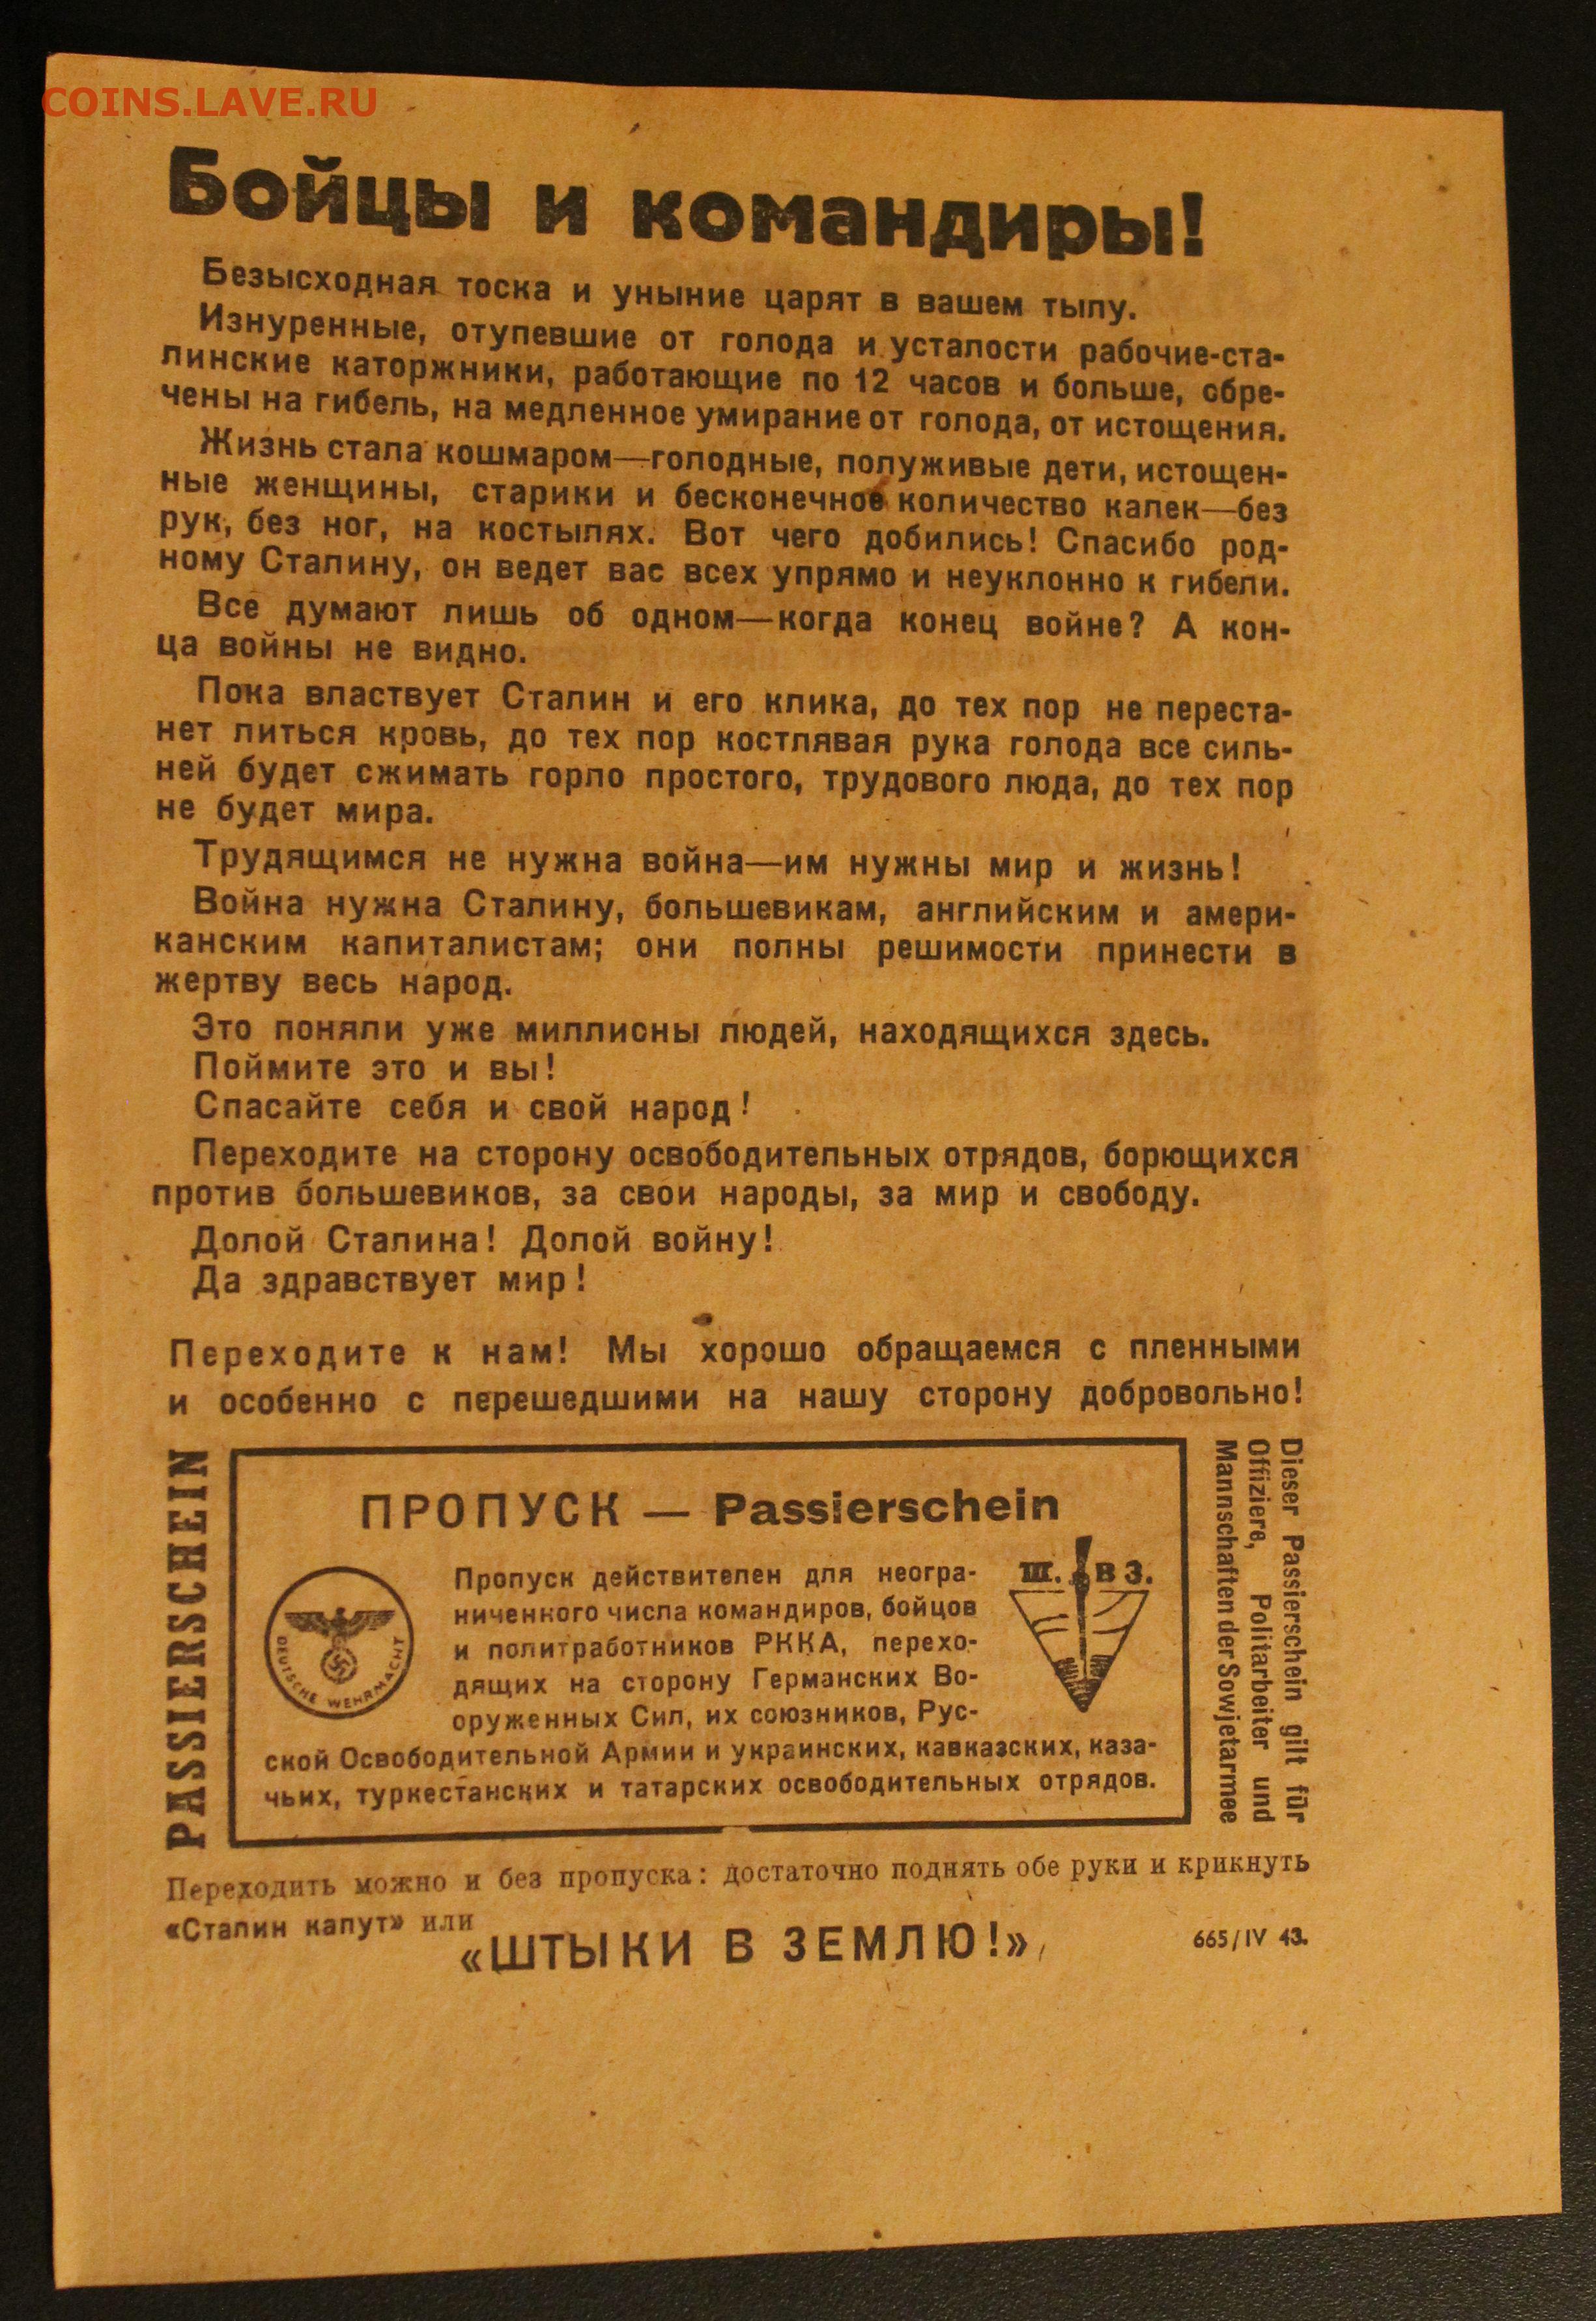 COINS.LAVE.RU
Бойцы и командиры!
Безысходная тоска и уныние царят в вашем тылу.
Изнуренные, отупевшие от голода и усталости рабочие-ста-
линские каторжники, работающие по 12 часов и больше, обре-
чены на гибель, на медленное умирание от голода, от истощения.
Жизнь стала кошмаром—голодные, полуживые дети, истощен-
ные женщины, старики и бесконечное количество калек—без
рук, без ног, на костылях. Вот чего добились! Спасибо род-
ному Сталину, он ведет вас всех упрямо и неуклонно к гибели.
Все думают лишь об одном—когда конец войне? А кон-
ца войны не видно.
Пока властвует Сталин и его клика, до тех пор не переста-
нет литься кровь, до тех пор костлявая рука голода все силь-
ней будет сжимать горло простого, трудового люда, до тех пор
не будет мира.
Трудящимся не нужна война—им нужны мир и жизнь!
Война нужна Сталину, большевикам, английским и амери-
канским капиталистам; они полны решимости принести в
жертву весь народ.
Это поняли уже миллионы людей, находящихся здесь.
Поймите это и вы!
Спасайте себя и свой народ!
Переходите на сторону освободительных отрядов, борющихся
против большевиков, за свои народы, за мир и свободу.
Долой Сталина! Долой войну!
Да здравствует мир!
Переходите к нам! Мы хорошо обращаемся с пленными
и особенно с перешедшими на нашу сторону добровольно!
PASSIERSCHEIN
ПРОПУСК — Passierschein
DEUTSCHE WEHRMACHT
Пропуск действителен для неогра-
ниченного числа командиров, бойцов
и политработников РККА, перехо-
дящих на сторону Германских Во-
оруженных Сил, их союзников, Рус-
ской Освободительной Армии и украинских, кавказских, каза-
чьих, туркестанских и татарских освободительных отрядов.
Ш. В З.
Dieser Passierschein gilt für
Offiziere, Politarbeiter und
Mannschaften der Sowjetarmee
Переходить можно и без пропуска: достаточно поднять обе руки и крикнуть
«Сталин капут» или
«ШТЫКИ В ЗЕМЛЮ!»
665/IV 43.